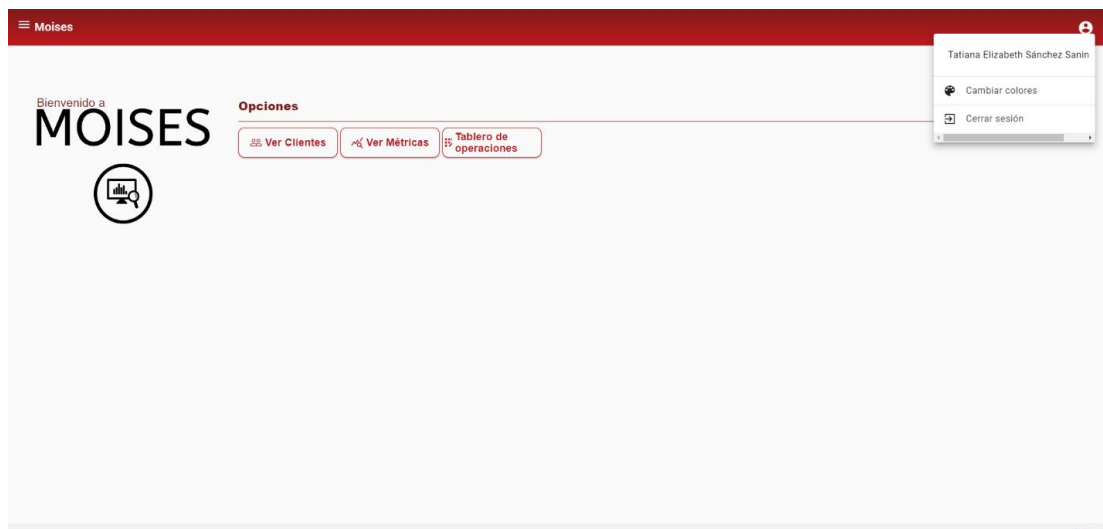 Moises
Tatiana Elizabeth Sánchez Sanin
Cambiar colores
Cerrar sesión
Bienvenido a
MOISES
Opciones
Ver Clientes
Ver Métricas
Tablero de
operaciones